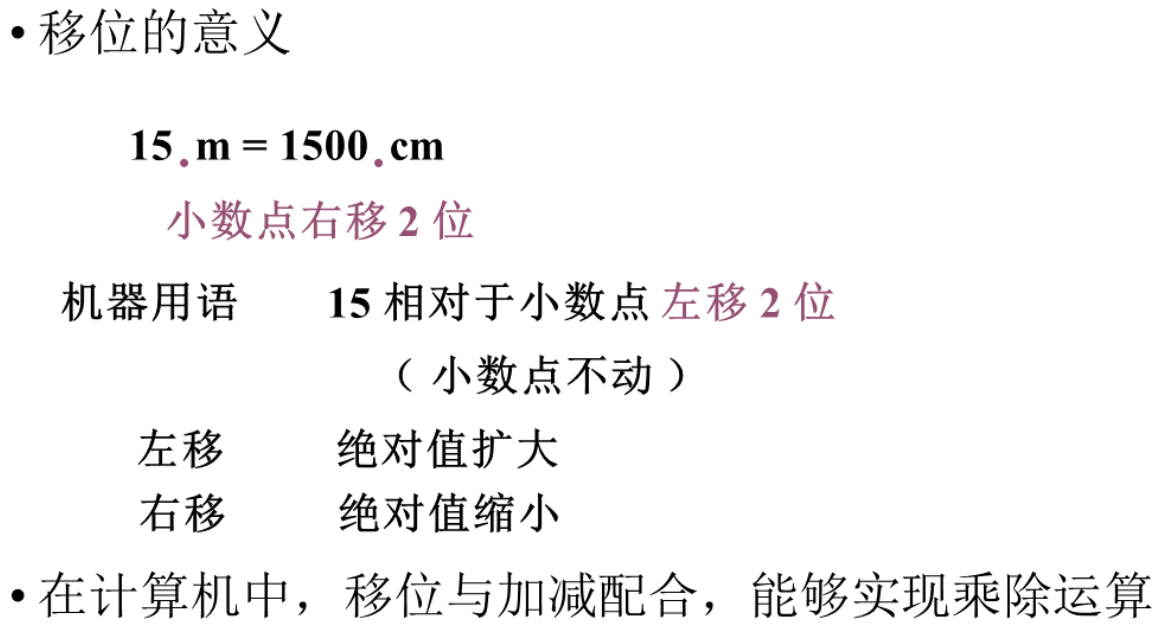 • 移位的意义
15.m = 1500.cm
小数点右移 2 位
机器用语 15 相对于小数点 左移 2 位
（ 小数点不动 ）
左移 绝对值扩大
右移 绝对值缩小
• 在计算机中，移位与加减配合，能够实现乘除运算